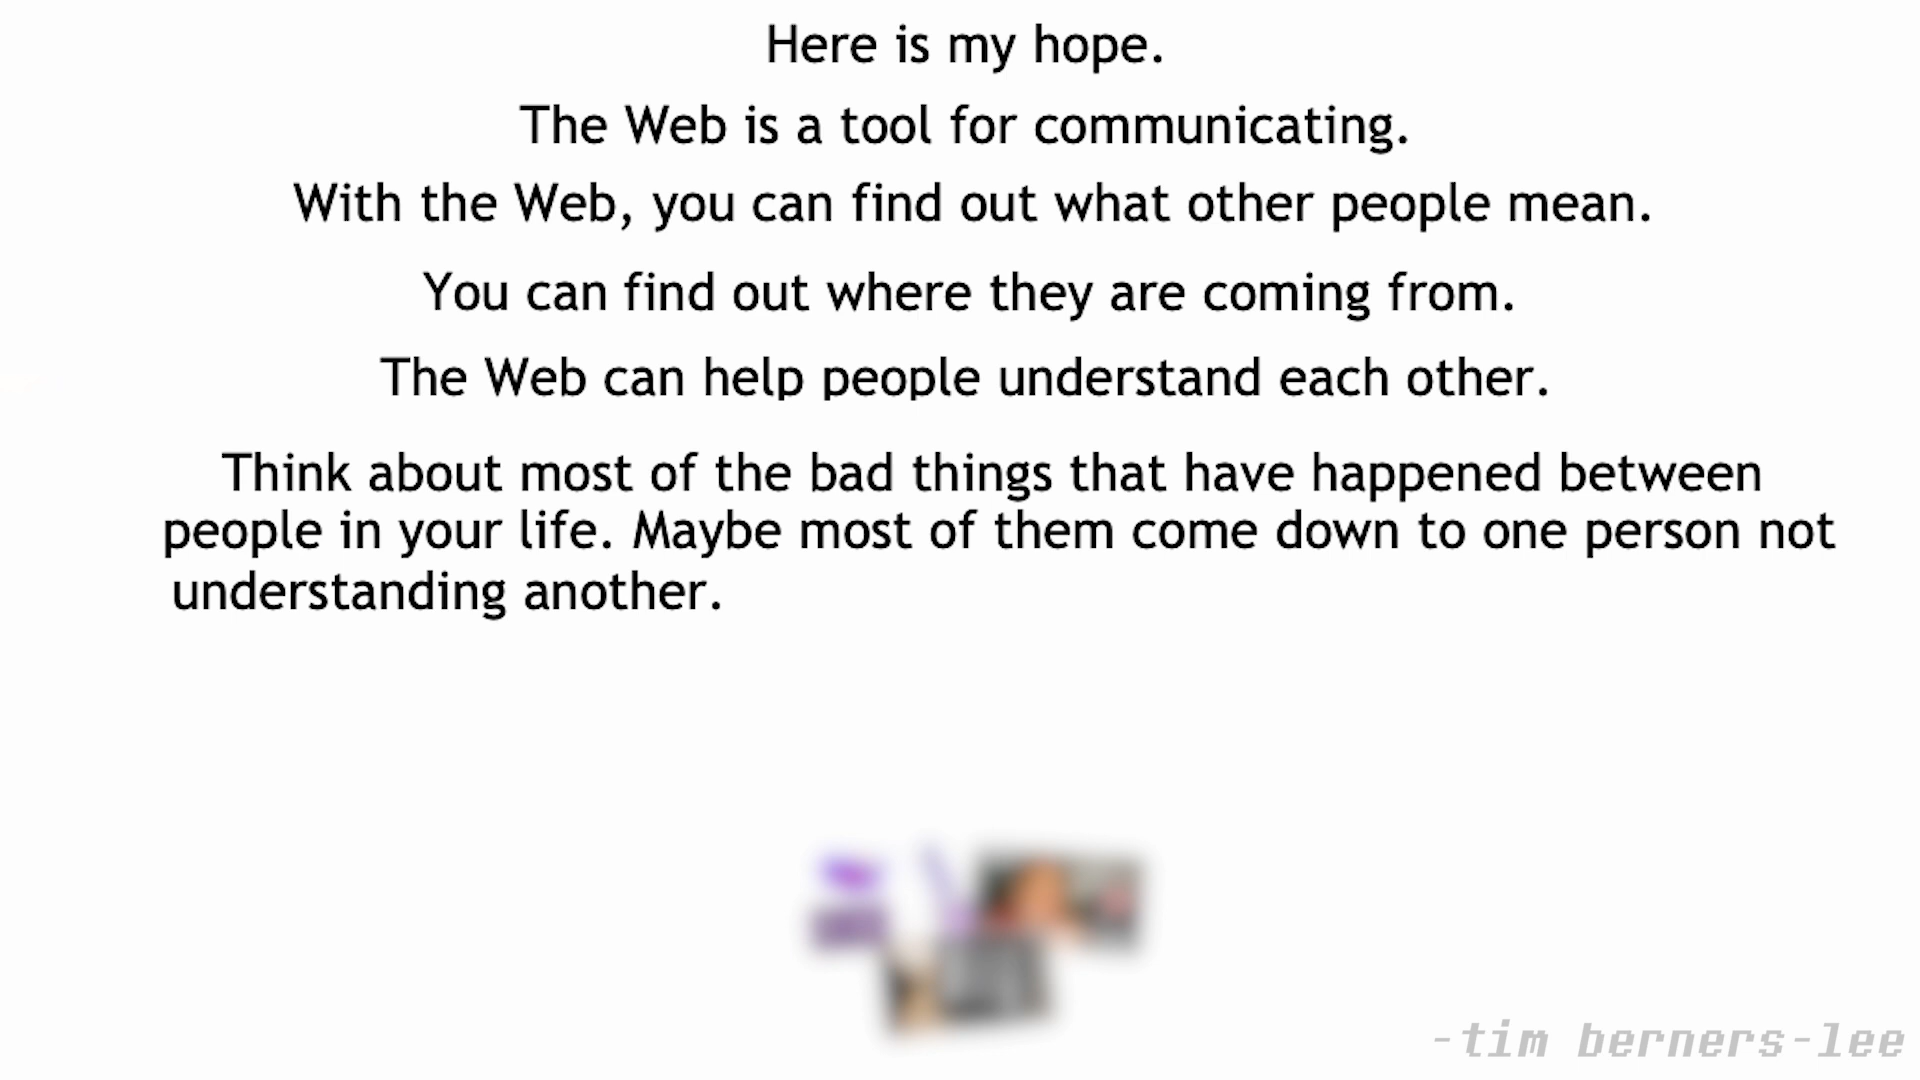 Here is my hope.
The Web is a tool for communicating.
With the Web, you can find out what other people mean.
You can find out where they are coming from.
The Web can help people understand each other.
Think about most of the bad things that have happened between
people in your life. Maybe most of them come down to one person not
understanding another.
-tim berners-lee